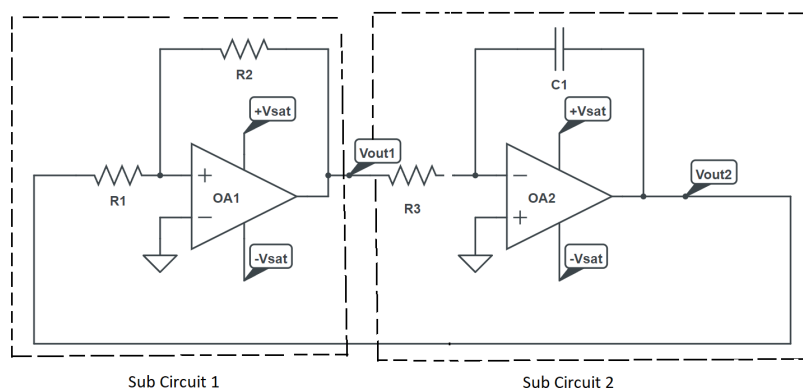 R2
+Vsat
+
OA1
−
R1
-Vsat
Vout1
R3
C1
+Vsat
−
OA2
+
-Vsat
Vout2
Sub Circuit 1
Sub Circuit 2